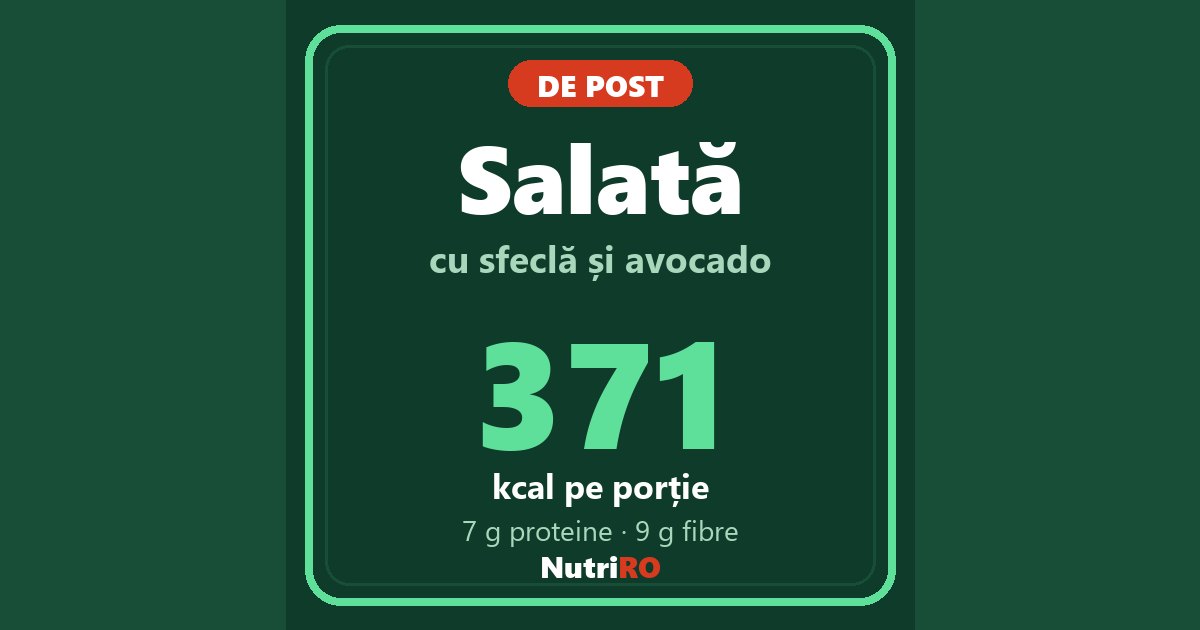 DE POST
Salată
cu sfeclă și avocado
371
kcal pe porție
7 g proteine · 9 g fibre
NutriRO